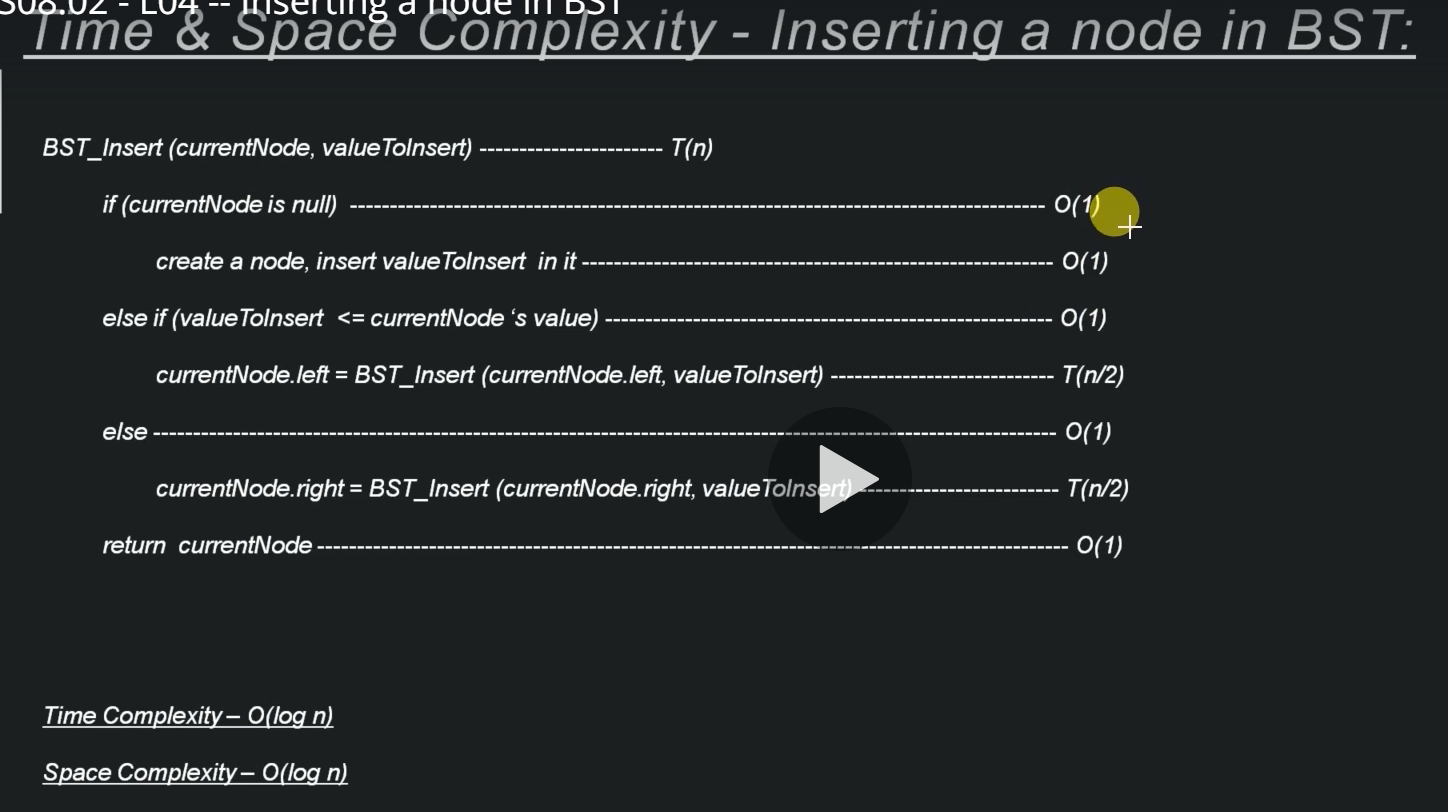 S08.02 - L04 -- Inserting a node in BST
Time & Space Complexity - Inserting a node in BST:
BST_Insert (currentNode, valueToInsert) ----------------------- T(n)
if (currentNode is null) --------------------------------------------------------------------------------------- O(1)
create a node, insert valueToInsert in it ----------------------------------------------------------- O(1)
else if (valueToInsert <= currentNode ‘s value) -------------------------------------------------------- O(1)
currentNode.left = BST_Insert (currentNode.left, valueToInsert) ---------------------------- T(n/2)
else ----------------------------------------------------------------------------------------------------------------- O(1)
currentNode.right = BST_Insert (currentNode.right, valueToInsert) ------------------------- T(n/2)
return currentNode ---------------------------------------------------------------------------------------------- O(1)
Time Complexity – O(log n)
Space Complexity – O(log n)